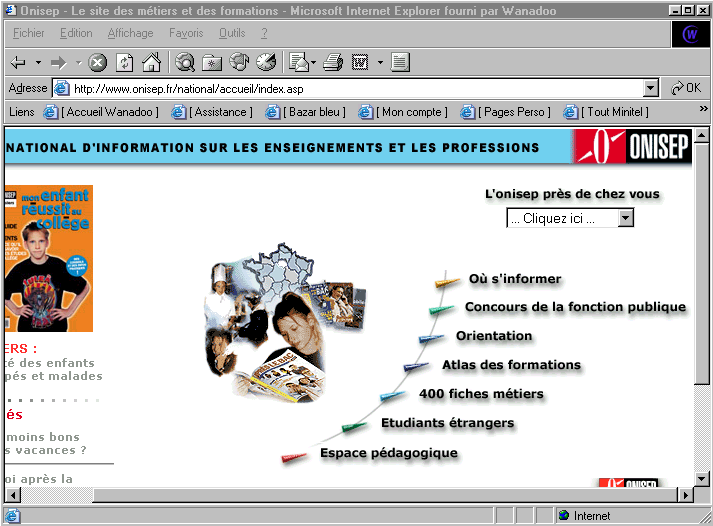 Onisep - Le site des métiers et des formations - Microsoft Internet Explorer fourni par Wanadoo
Fichier Edition Affichage Favoris Outils ?
Adresse http://www.onisep.fr/national/accueil/index.asp OK
Liens [ Accueil Wanadoo ] [ Assistance ] [ Bazar bleu ] [ Mon compte ] [ Pages Perso ] [ Tout Minitel ] »
NATIONAL D'INFORMATION SUR LES ENSEIGNEMENTS ET LES PROFESSIONS ONISEP
L'onisep près de chez vous
... Cliquez ici ...
mon enfant
réussit au
collège
Où s'informer
Concours de la fonction publique
Orientation
Atlas des formations
400 fiches métiers
Etudiants étrangers
Espace pédagogique
ERS :
té des enfants
pés et malades
és
moins bons
s vacances ?
oi après la
ONISEP
Internet